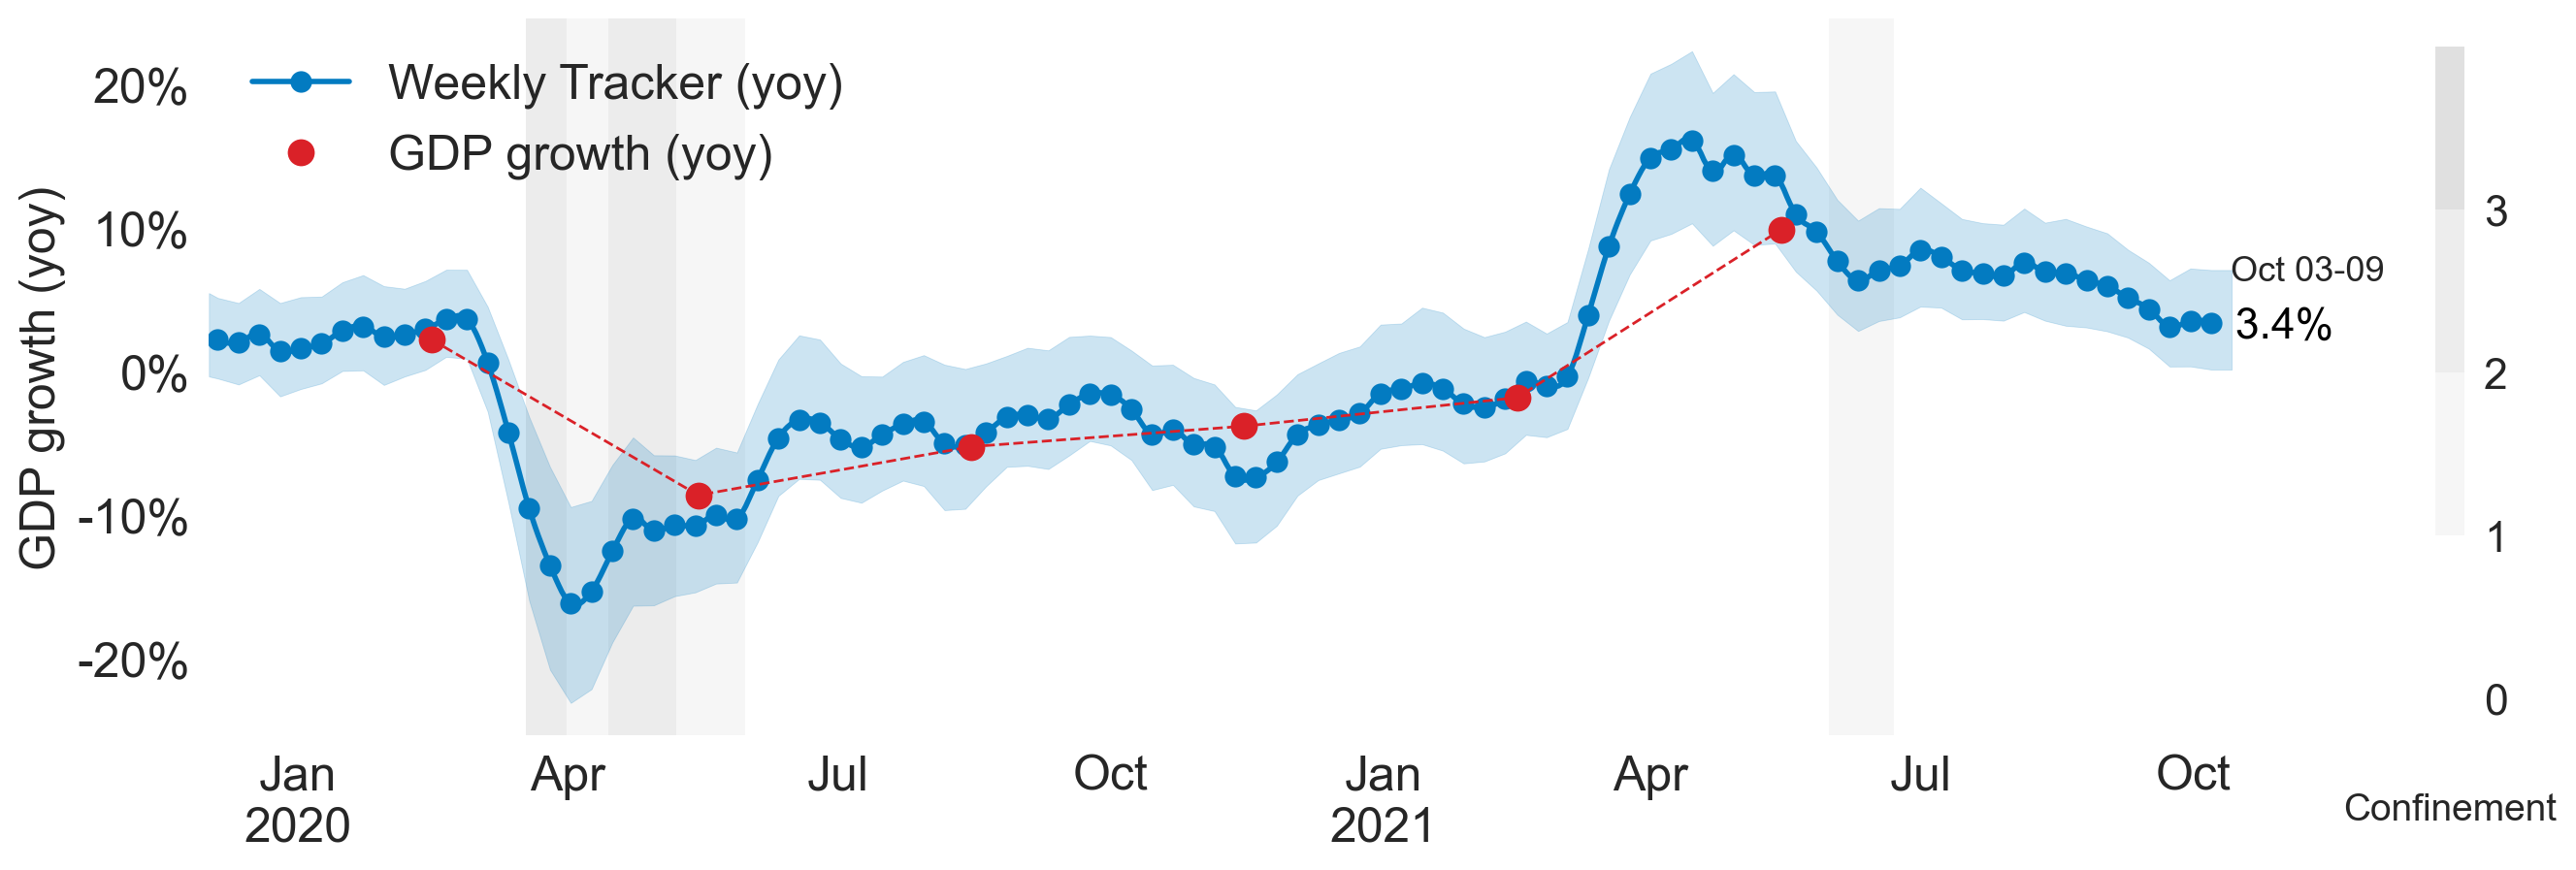 Weekly Tracker (yoy)
GDP growth (yoy)
GDP growth (yoy)
20%
10%
0%
-10%
-20%
Oct 03-09
3.4%
3
2
1
0
Jan Apr Jul Oct Jan Apr Jul Oct
2020 2021
Confinement